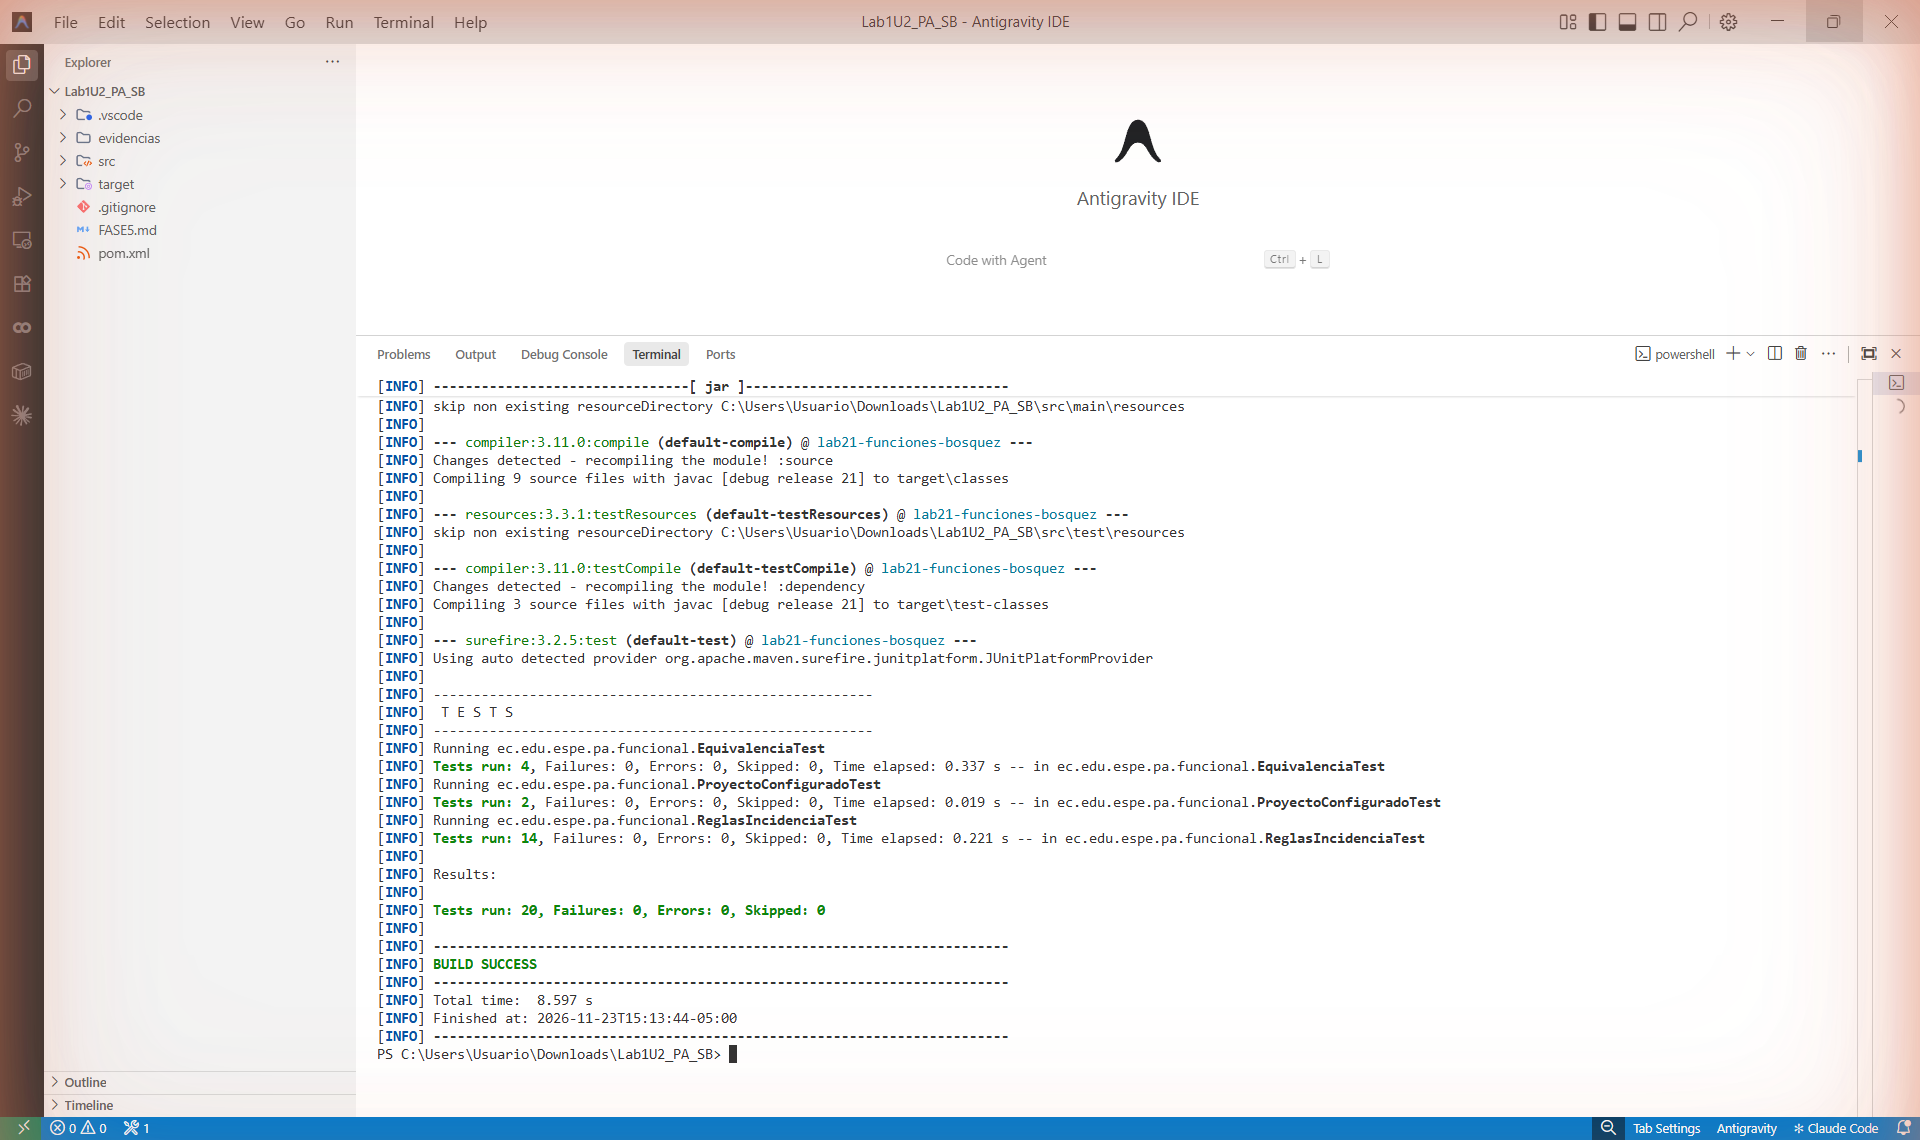 File Edit Selection View Go Run Terminal Help
Lab1U2_PA_SB - Antigravity IDE
Explorer
Lab1U2_PA_SB
.vscode
evidencias
src
target
.gitignore
FASE5.md
pom.xml
Outline
Timeline
Antigravity IDE
Code with Agent Ctrl + L
Problems Output Debug Console Terminal Ports
powershell
[INFO] --------------------------------[ jar ]---------------------------------
[INFO] skip non existing resourceDirectory C:\Users\Usuario\Downloads\Lab1U2_PA_SB\src\main\resources
[INFO]
[INFO] --- compiler:3.11.0:compile (default-compile) @ lab21-funciones-bosquez ---
[INFO] Changes detected - recompiling the module! :source
[INFO] Compiling 9 source files with javac [debug release 21] to target\classes
[INFO]
[INFO] --- resources:3.3.1:testResources (default-testResources) @ lab21-funciones-bosquez ---
[INFO] skip non existing resourceDirectory C:\Users\Usuario\Downloads\Lab1U2_PA_SB\src\test\resources
[INFO]
[INFO] --- compiler:3.11.0:testCompile (default-testCompile) @ lab21-funciones-bosquez ---
[INFO] Changes detected - recompiling the module! :dependency
[INFO] Compiling 3 source files with javac [debug release 21] to target\test-classes
[INFO]
[INFO] --- surefire:3.2.5:test (default-test) @ lab21-funciones-bosquez ---
[INFO] Using auto detected provider org.apache.maven.surefire.junitplatform.JUnitPlatformProvider
[INFO]
[INFO] -------------------------------------------------------
[INFO]  T E S T S
[INFO] -------------------------------------------------------
[INFO] Running ec.edu.espe.pa.funcional.EquivalenciaTest
[INFO] Tests run: 4, Failures: 0, Errors: 0, Skipped: 0, Time elapsed: 0.337 s -- in ec.edu.espe.pa.funcional.EquivalenciaTest
[INFO] Running ec.edu.espe.pa.funcional.ProyectoConfiguradoTest
[INFO] Tests run: 2, Failures: 0, Errors: 0, Skipped: 0, Time elapsed: 0.019 s -- in ec.edu.espe.pa.funcional.ProyectoConfiguradoTest
[INFO] Running ec.edu.espe.pa.funcional.ReglasIncidenciaTest
[INFO] Tests run: 14, Failures: 0, Errors: 0, Skipped: 0, Time elapsed: 0.221 s -- in ec.edu.espe.pa.funcional.ReglasIncidenciaTest
[INFO]
[INFO] Results:
[INFO]
[INFO] Tests run: 20, Failures: 0, Errors: 0, Skipped: 0
[INFO]
[INFO] ------------------------------------------------------------------------
[INFO] BUILD SUCCESS
[INFO] ------------------------------------------------------------------------
[INFO] Total time:  8.597 s
[INFO] Finished at: 2026-11-23T15:13:44-05:00
[INFO] ------------------------------------------------------------------------
PS C:\Users\Usuario\Downloads\Lab1U2_PA_SB>
0 0 1
Tab Settings Antigravity Claude Code